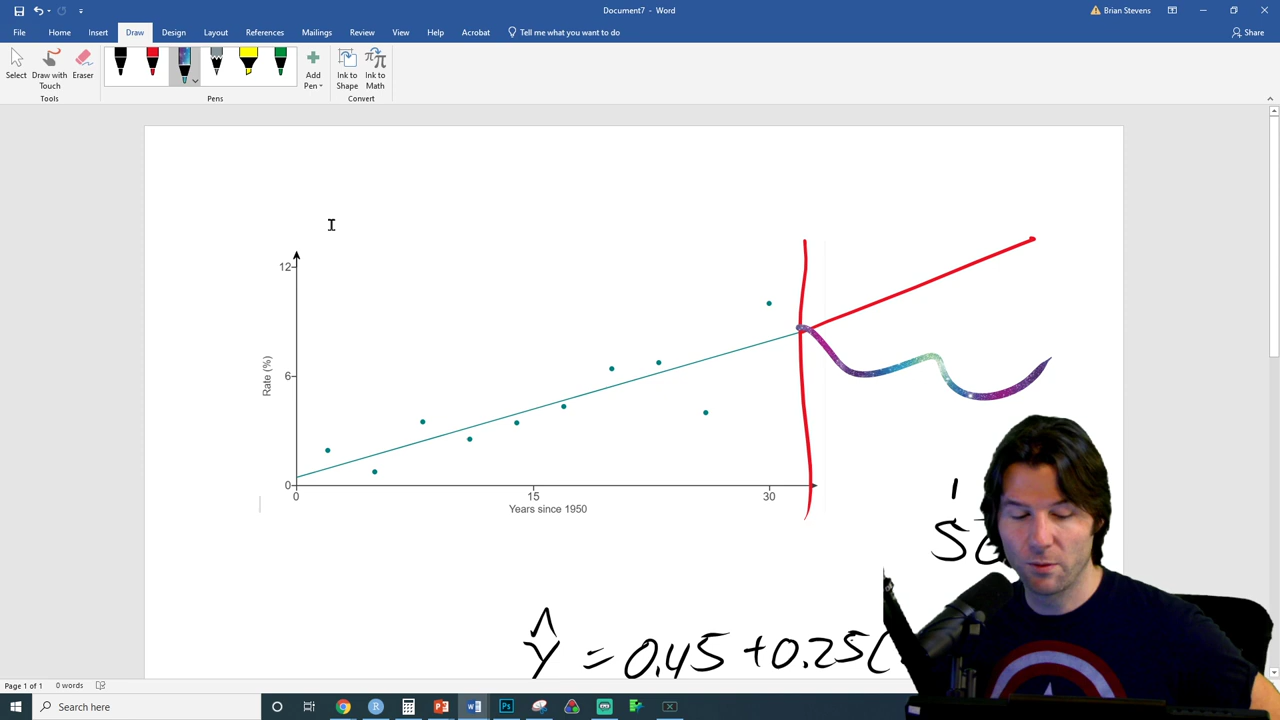 Document7 - Word
Brian Stevens
File Home Insert Draw Design Layout References Mailings Review View Help Acrobat Tell me what you want to do Share
Select
Draw with Touch
Eraser
Add Pen
Ink to Shape
Ink to Math
Tools
Pens
Convert
12
6
0
Rate (%)
0 15 30
Years since 1950
ŷ = 0.45 + 0.25(
Page 1 of 1 0 words
Search here